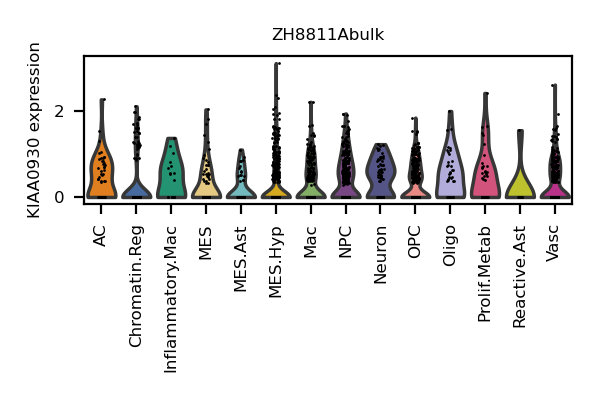 ZH8811Abulk
KIAA0930 expression
2
0
AC
Chromatin.Reg
Inflammatory.Mac
MES
MES.Ast
MES.Hyp
Mac
NPC
Neuron
OPC
Oligo
Prolif.Metab
Reactive.Ast
Vasc